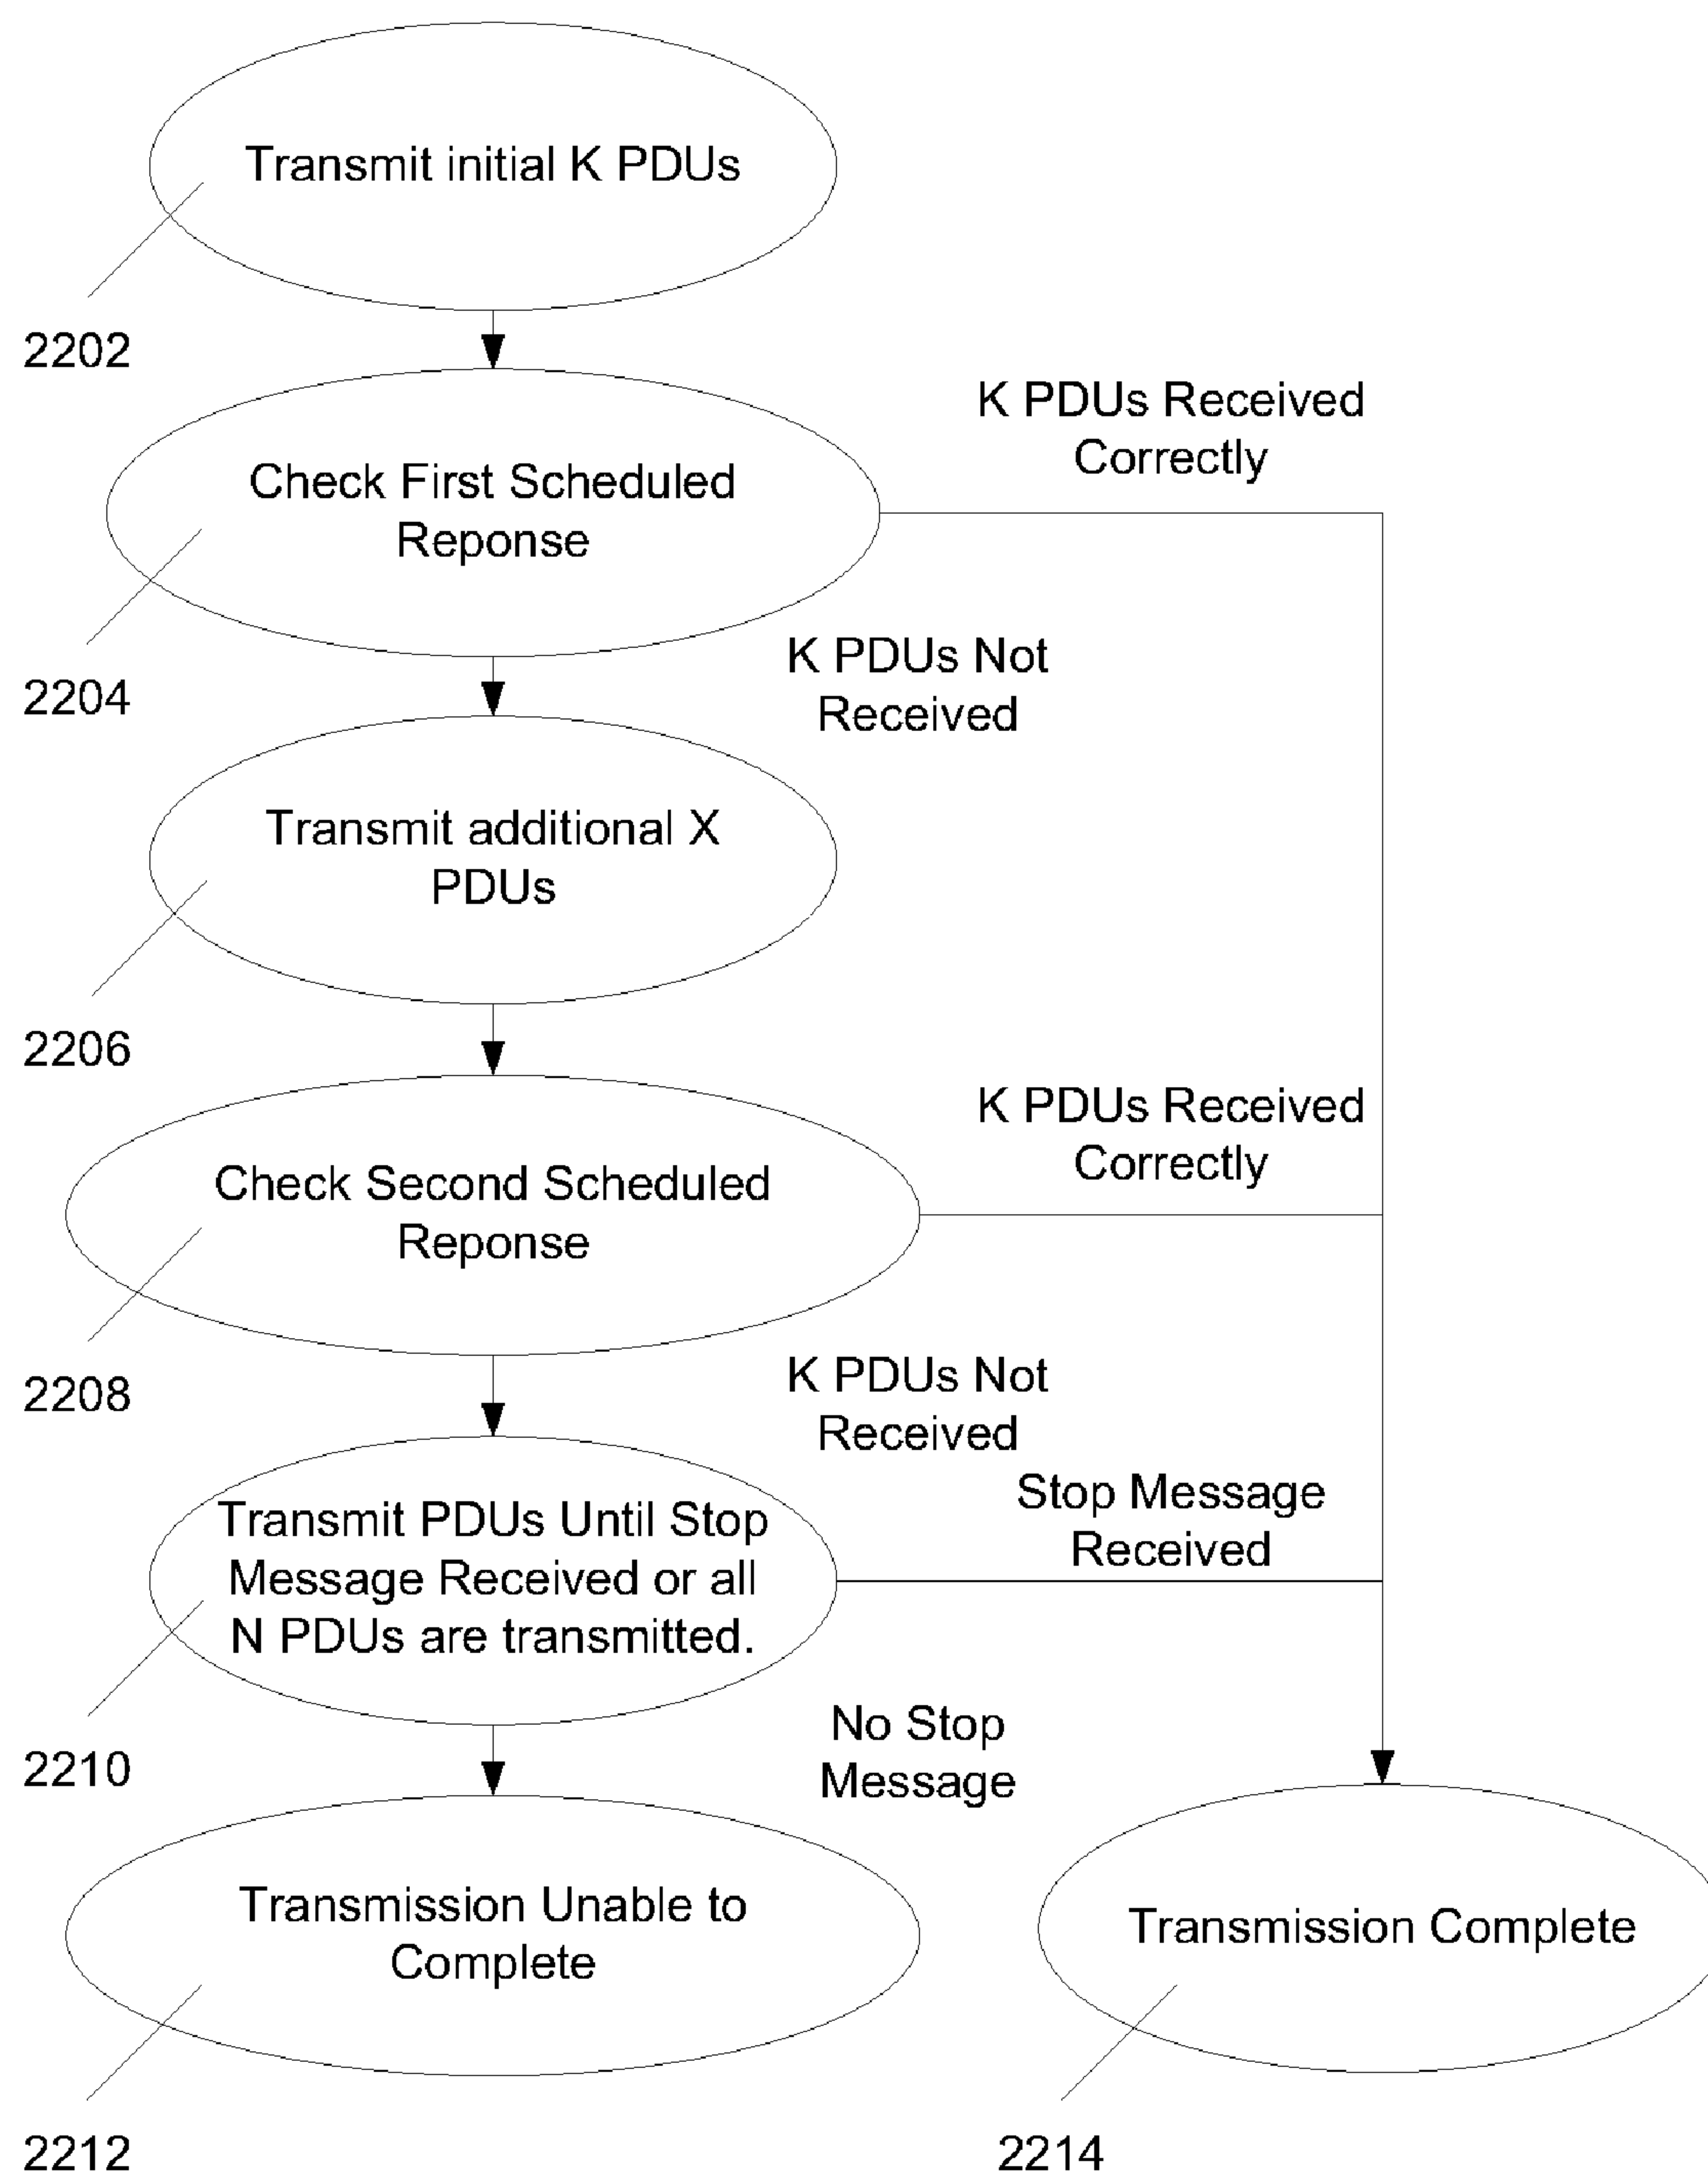 Transmit initial K PDUs
2202
K PDUs Received
Correctly
Check First Scheduled
Reponse
K PDUs Not
Received
2204
Transmit additional X
PDUs
2206
K PDUs Received
Correctly
Check Second Scheduled
Reponse
2208
K PDUs Not
Received
Stop Message
Received
Transmit PDUs Until Stop
Message Received or all
N PDUs are transmitted.
2210
No Stop
Message
Transmission Unable to
Complete
Transmission Complete
2212
2214